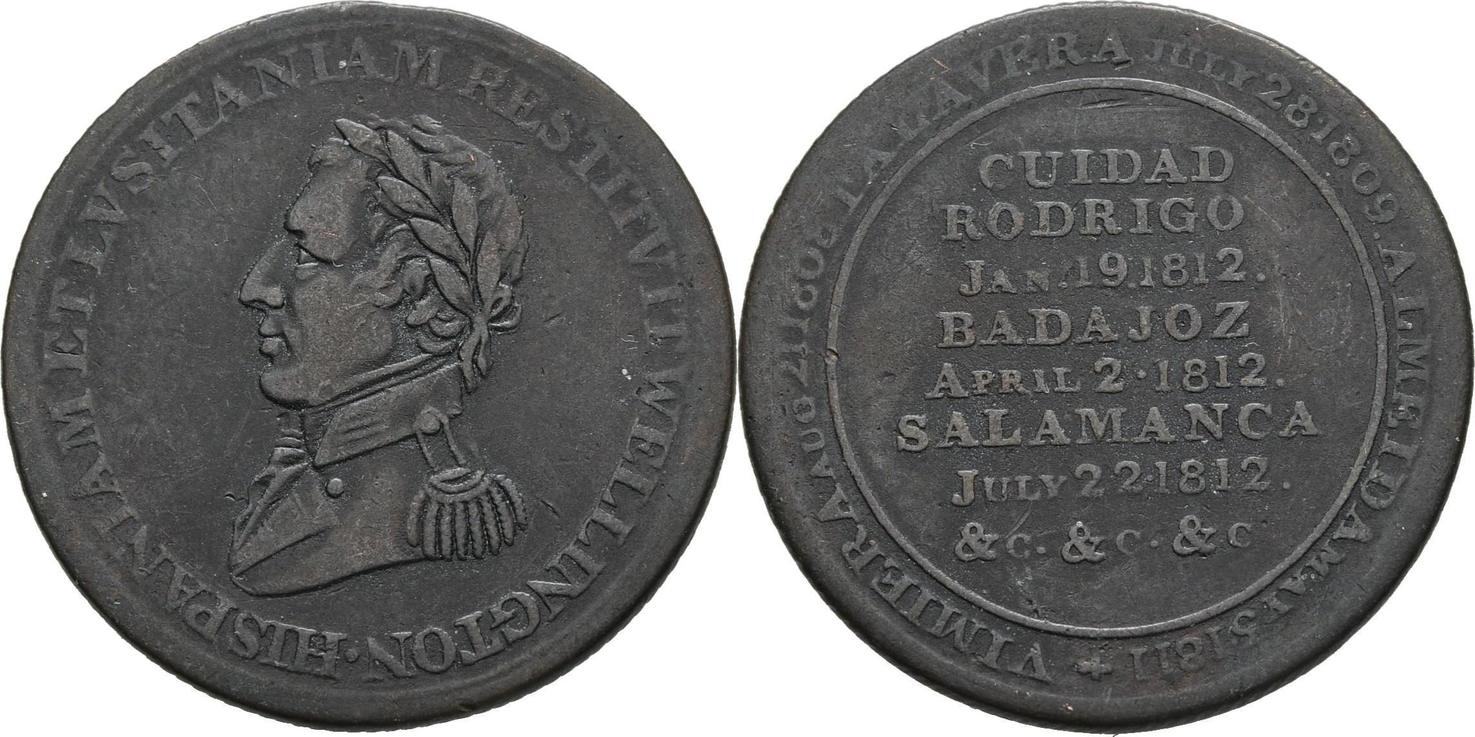 HISPANIAM ET LVSITANIAM RESTITVIT WELLINGTON ·
VIMIERA AUG 21 1808. TALAVERA JULY 28·1809. ALMEIDA MAY 5 1811 +
CUIDAD
RODRIGO
JAN. 19.1812.
BADAJOZ
APRIL 2·1812.
SALAMANCA
JULY 22·1812.
&C. &C. &C